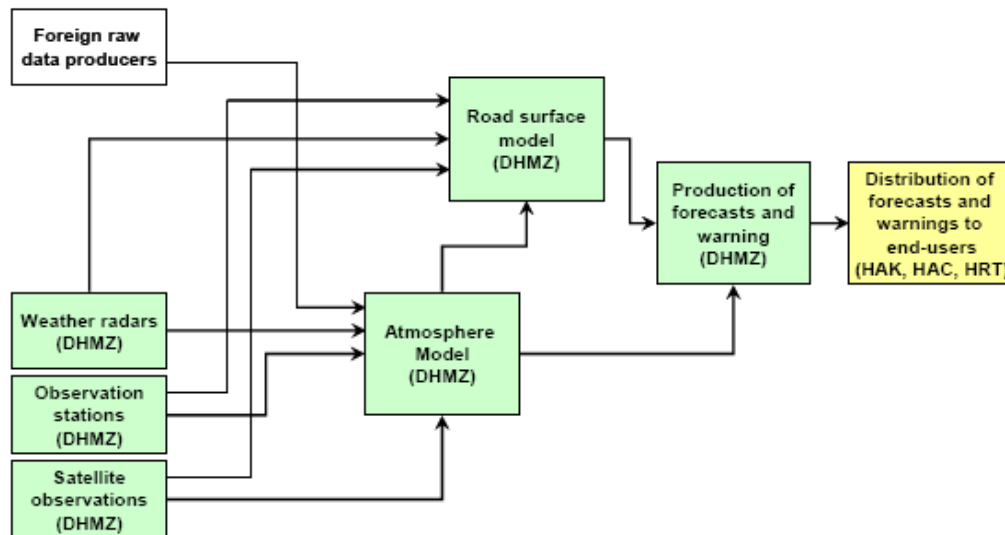 Foreign raw
data producers
Road surface
model
(DHMZ)
Production of
forecasts and
warning
(DHMZ)
Distribution of
forecasts and
warnings to
end-users
(HAK, HAC, HRT)
Weather radars
(DHMZ)
Atmosphere
Model
(DHMZ)
Observation
stations
(DHMZ)
Satellite
observations
(DHMZ)